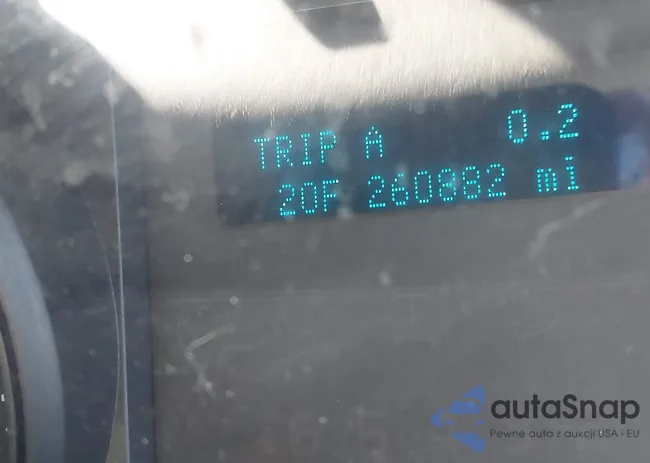 TRIP A 0.2
20F 260882 mi
autaSnap
Pewne auta z aukcji USA i EU